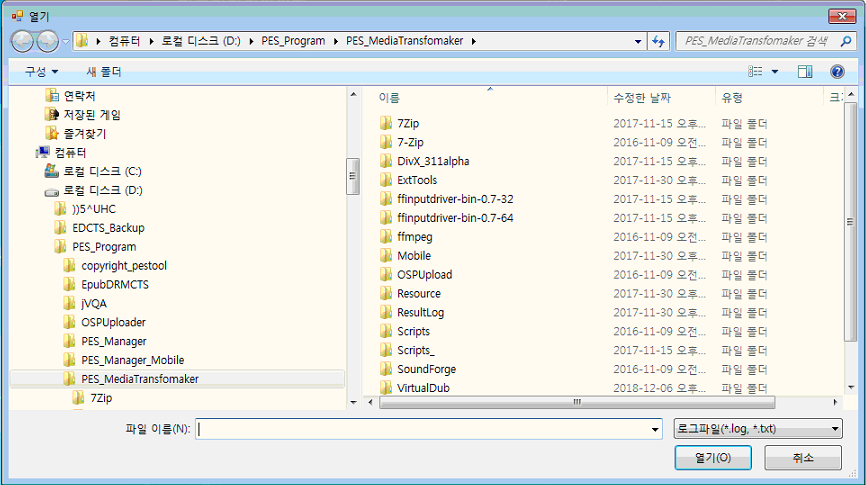 열기
컴퓨터 로컬 디스크 (D:) PES_Program PES_MediaTransfomaker
PES_MediaTransfomaker 검색
구성 새 폴더
연락처
저장된 게임
즐겨찾기
컴퓨터
로컬 디스크 (C:)
로컬 디스크 (D:)
))5^UHC
EDCTS_Backup
PES_Program
copyright_pestool
EpubDRMCTS
jVQA
OSPUploader
PES_Manager
PES_Manager_Mobile
PES_MediaTransfomaker
7Zip
이름 수정한 날짜 유형
7Zip 2017-11-15 오후... 파일 폴더
7-Zip 2016-11-09 오전... 파일 폴더
DivX_311alpha 2017-11-15 오후... 파일 폴더
ExtTools 2017-11-30 오후... 파일 폴더
ffinputdriver-bin-0.7-32 2017-11-15 오후... 파일 폴더
ffinputdriver-bin-0.7-64 2017-11-15 오후... 파일 폴더
ffmpeg 2016-11-09 오전... 파일 폴더
Mobile 2017-11-30 오후... 파일 폴더
OSPUpload 2016-11-09 오전... 파일 폴더
Resource 2017-11-30 오후... 파일 폴더
ResultLog 2017-11-30 오후... 파일 폴더
Scripts 2016-11-09 오전... 파일 폴더
Scripts_ 2017-11-15 오후... 파일 폴더
SoundForge 2016-11-09 오전... 파일 폴더
VirtualDub 2018-12-06 오후... 파일 폴더
파일 이름(N):
로그파일(*.log, *.txt)
열기(O) 취소